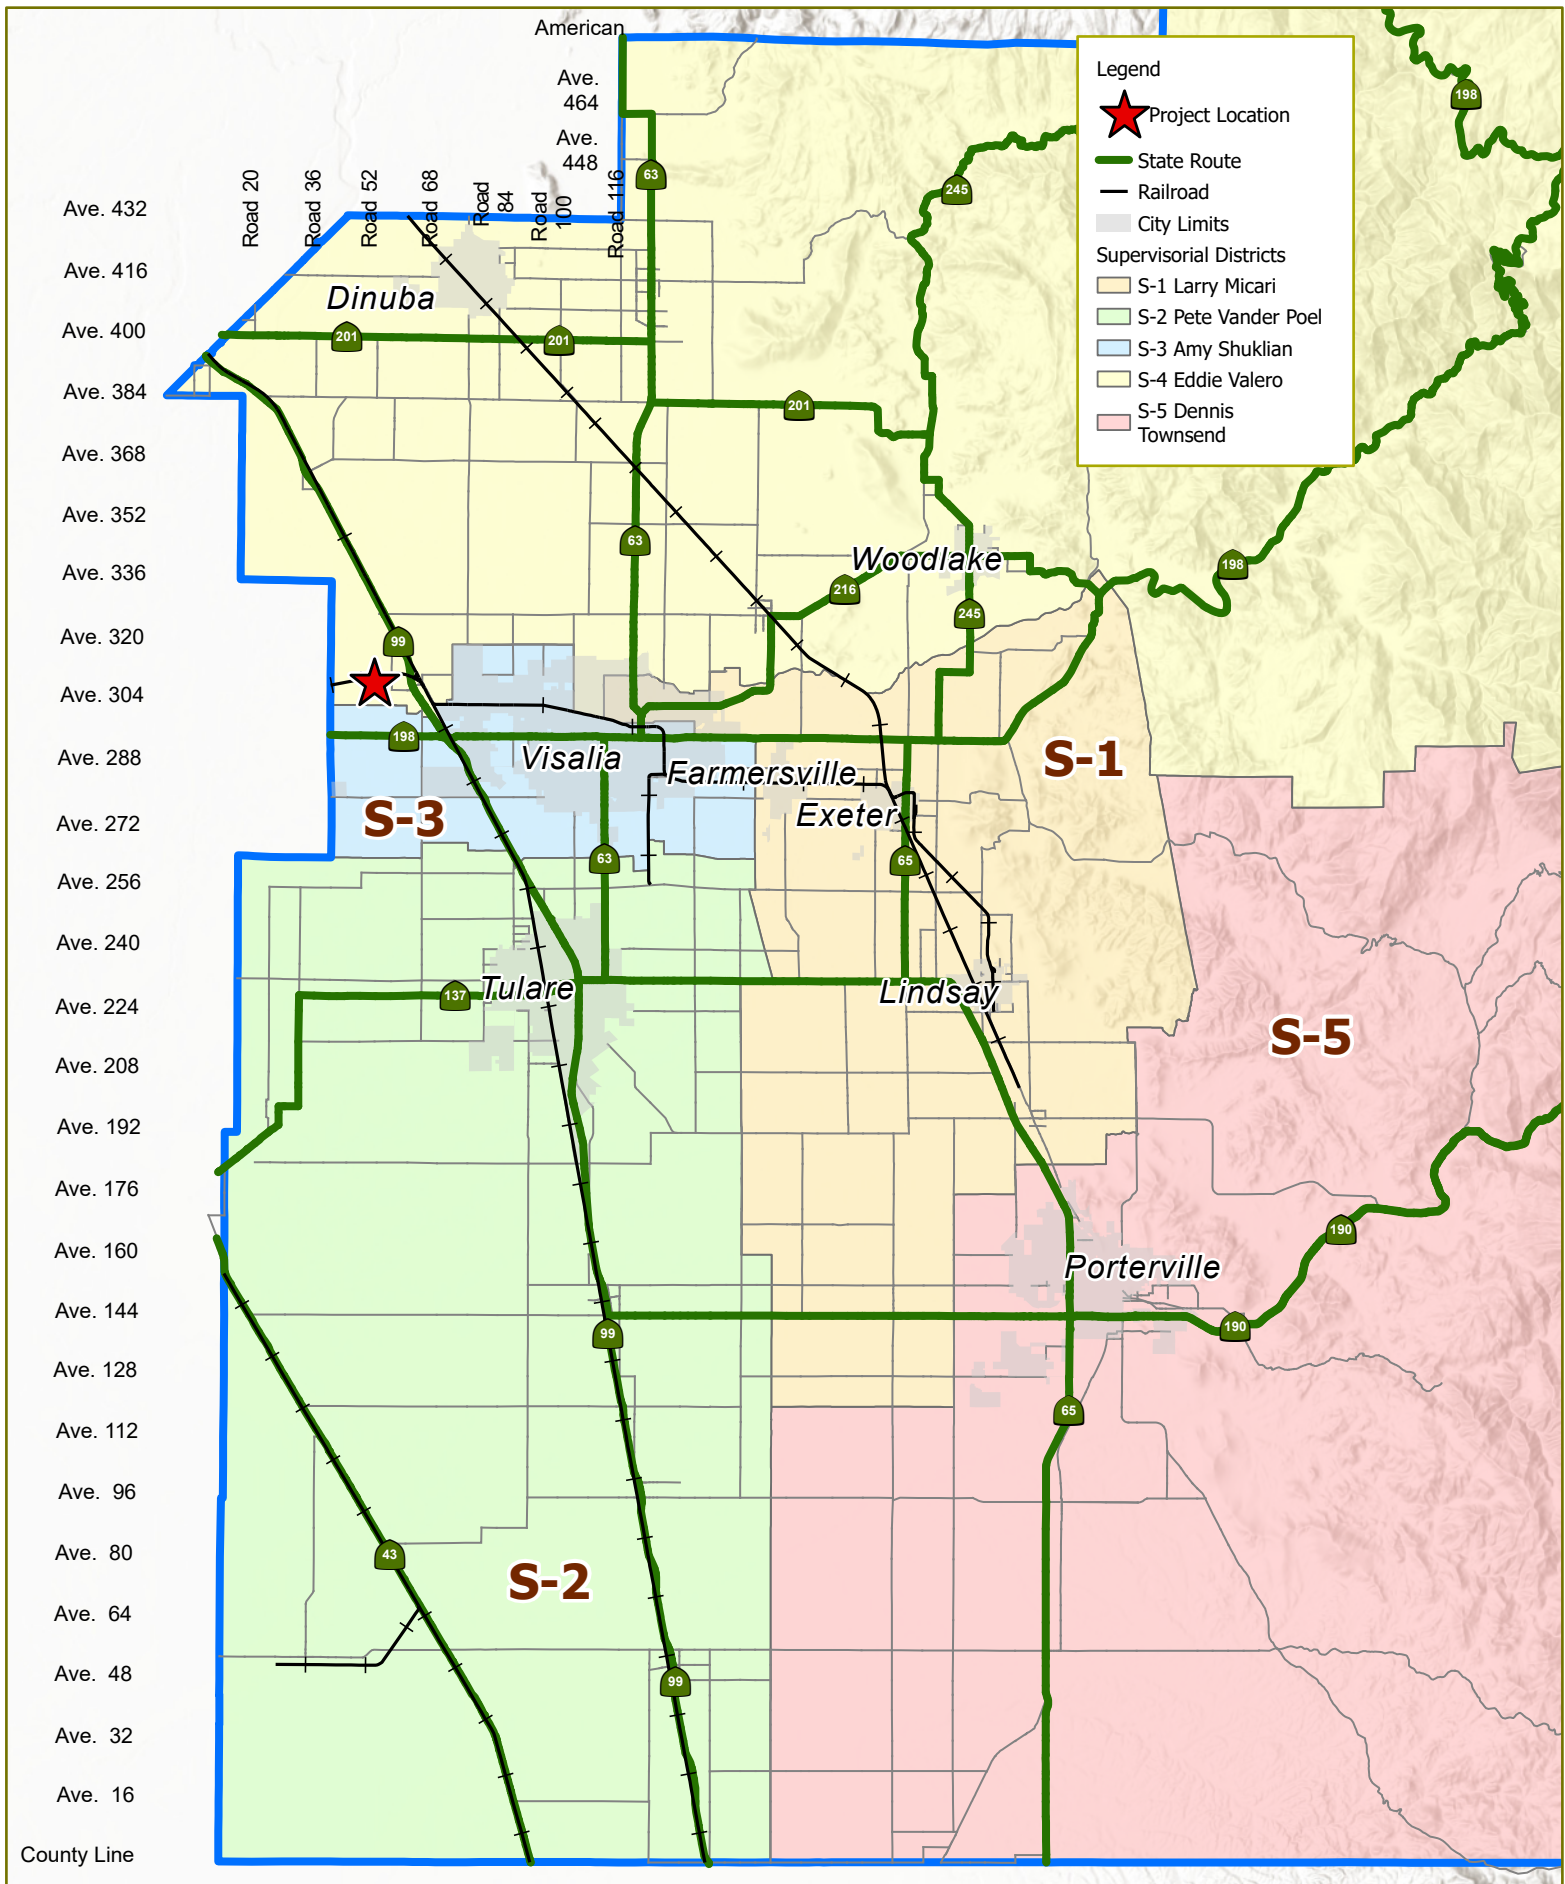 American
Ave.
464
Ave.
448
Road 20
Road 36
Road 52
Road 68
Road
84
Road
100
Road 116
Legend
Project Location
State Route
Railroad
City Limits
Supervisorial Districts
S-1 Larry Micari
S-2 Pete Vander Poel
S-3 Amy Shuklian
S-4 Eddie Valero
S-5 Dennis
Townsend
198
63
245
Ave. 432
Ave. 416
Dinuba
Ave. 400
201
201
Ave. 384
201
Ave. 368
Ave. 352
63
Woodlake
198
Ave. 336
216
245
Ave. 320
99
Ave. 304
198
Ave. 288
Visalia
Farmersville
S-1
Exeter
S-3
Ave. 272
63
65
Ave. 256
Ave. 240
Tulare
137
Lindsay
Ave. 224
S-5
Ave. 208
Ave. 192
Ave. 176
190
Ave. 160
Porterville
Ave. 144
99
190
Ave. 128
65
Ave. 112
Ave. 96
Ave. 80
43
S-2
Ave. 64
Ave. 48
99
Ave. 32
Ave. 16
County Line